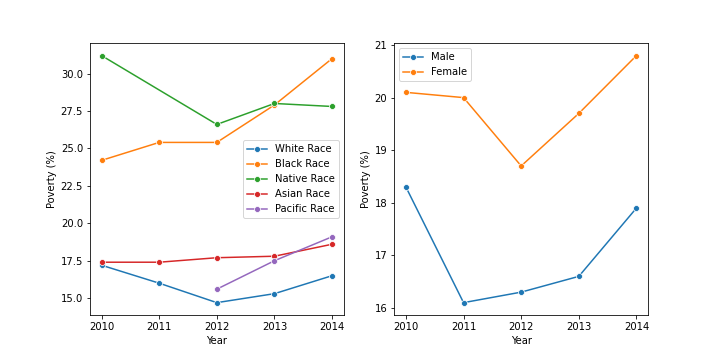 30.0
27.5
25.0
22.5
20.0
17.5
15.0
Poverty (%)
2010 2011 2012 2013 2014
Year
White Race
Black Race
Native Race
Asian Race
Pacific Race
21
20
19
18
17
16
Poverty (%)
2010 2011 2012 2013 2014
Year
Male
Female